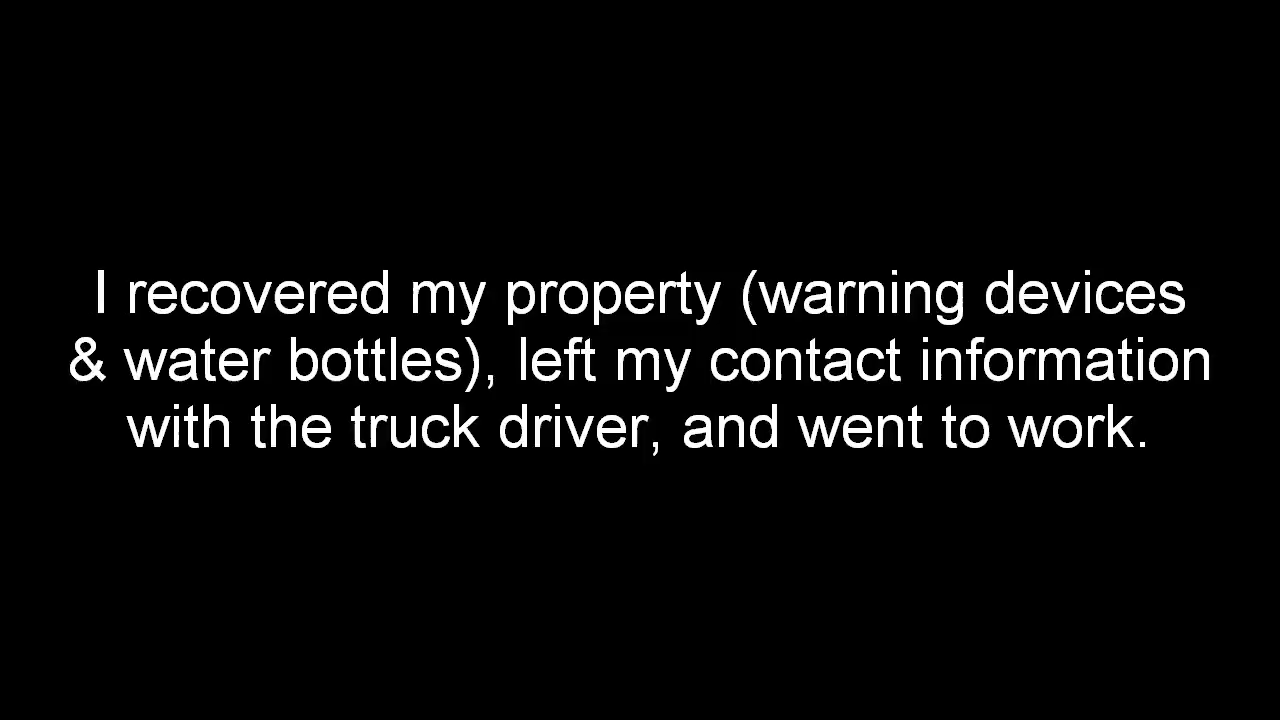 I recovered my property (warning devices
& water bottles), left my contact information
with the truck driver, and went to work.